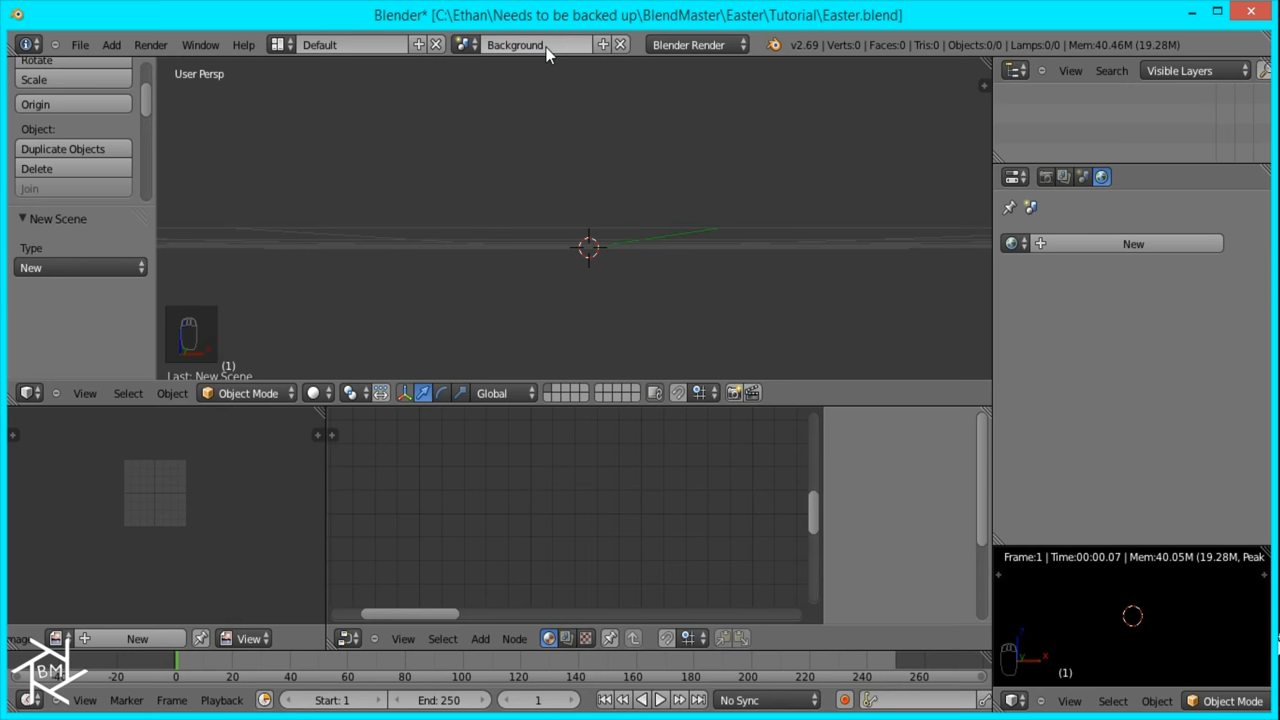 Blender* [C:\Ethan\Needs to be backed up\BlendMaster\Easter\Tutorial\Easter.blend]
File Add Render Window Help Default Background Blender Render v2.69 | Verts:0 | Faces:0 | Tris:0 | Objects:0/0 | Lamps:0/0 | Mem:40.46M (19.28M)
Rotate
Scale
Origin
Object:
Duplicate Objects
Delete
Join
New Scene
Type
New
User Persp
(1)
Last: New Scene
View Select Object Object Mode Global
View Search Visible Layers
New
Frame:1 | Time:00:00.07 | Mem:40.05M (19.28M, Peak
(1)
View Select Object Object Mode
New View
View Select Add Node
BM
0 20 40 60 80 100 120 140 160 180 200 220 240 260
View Marker Frame Playback Start: 1 End: 250 1 No Sync